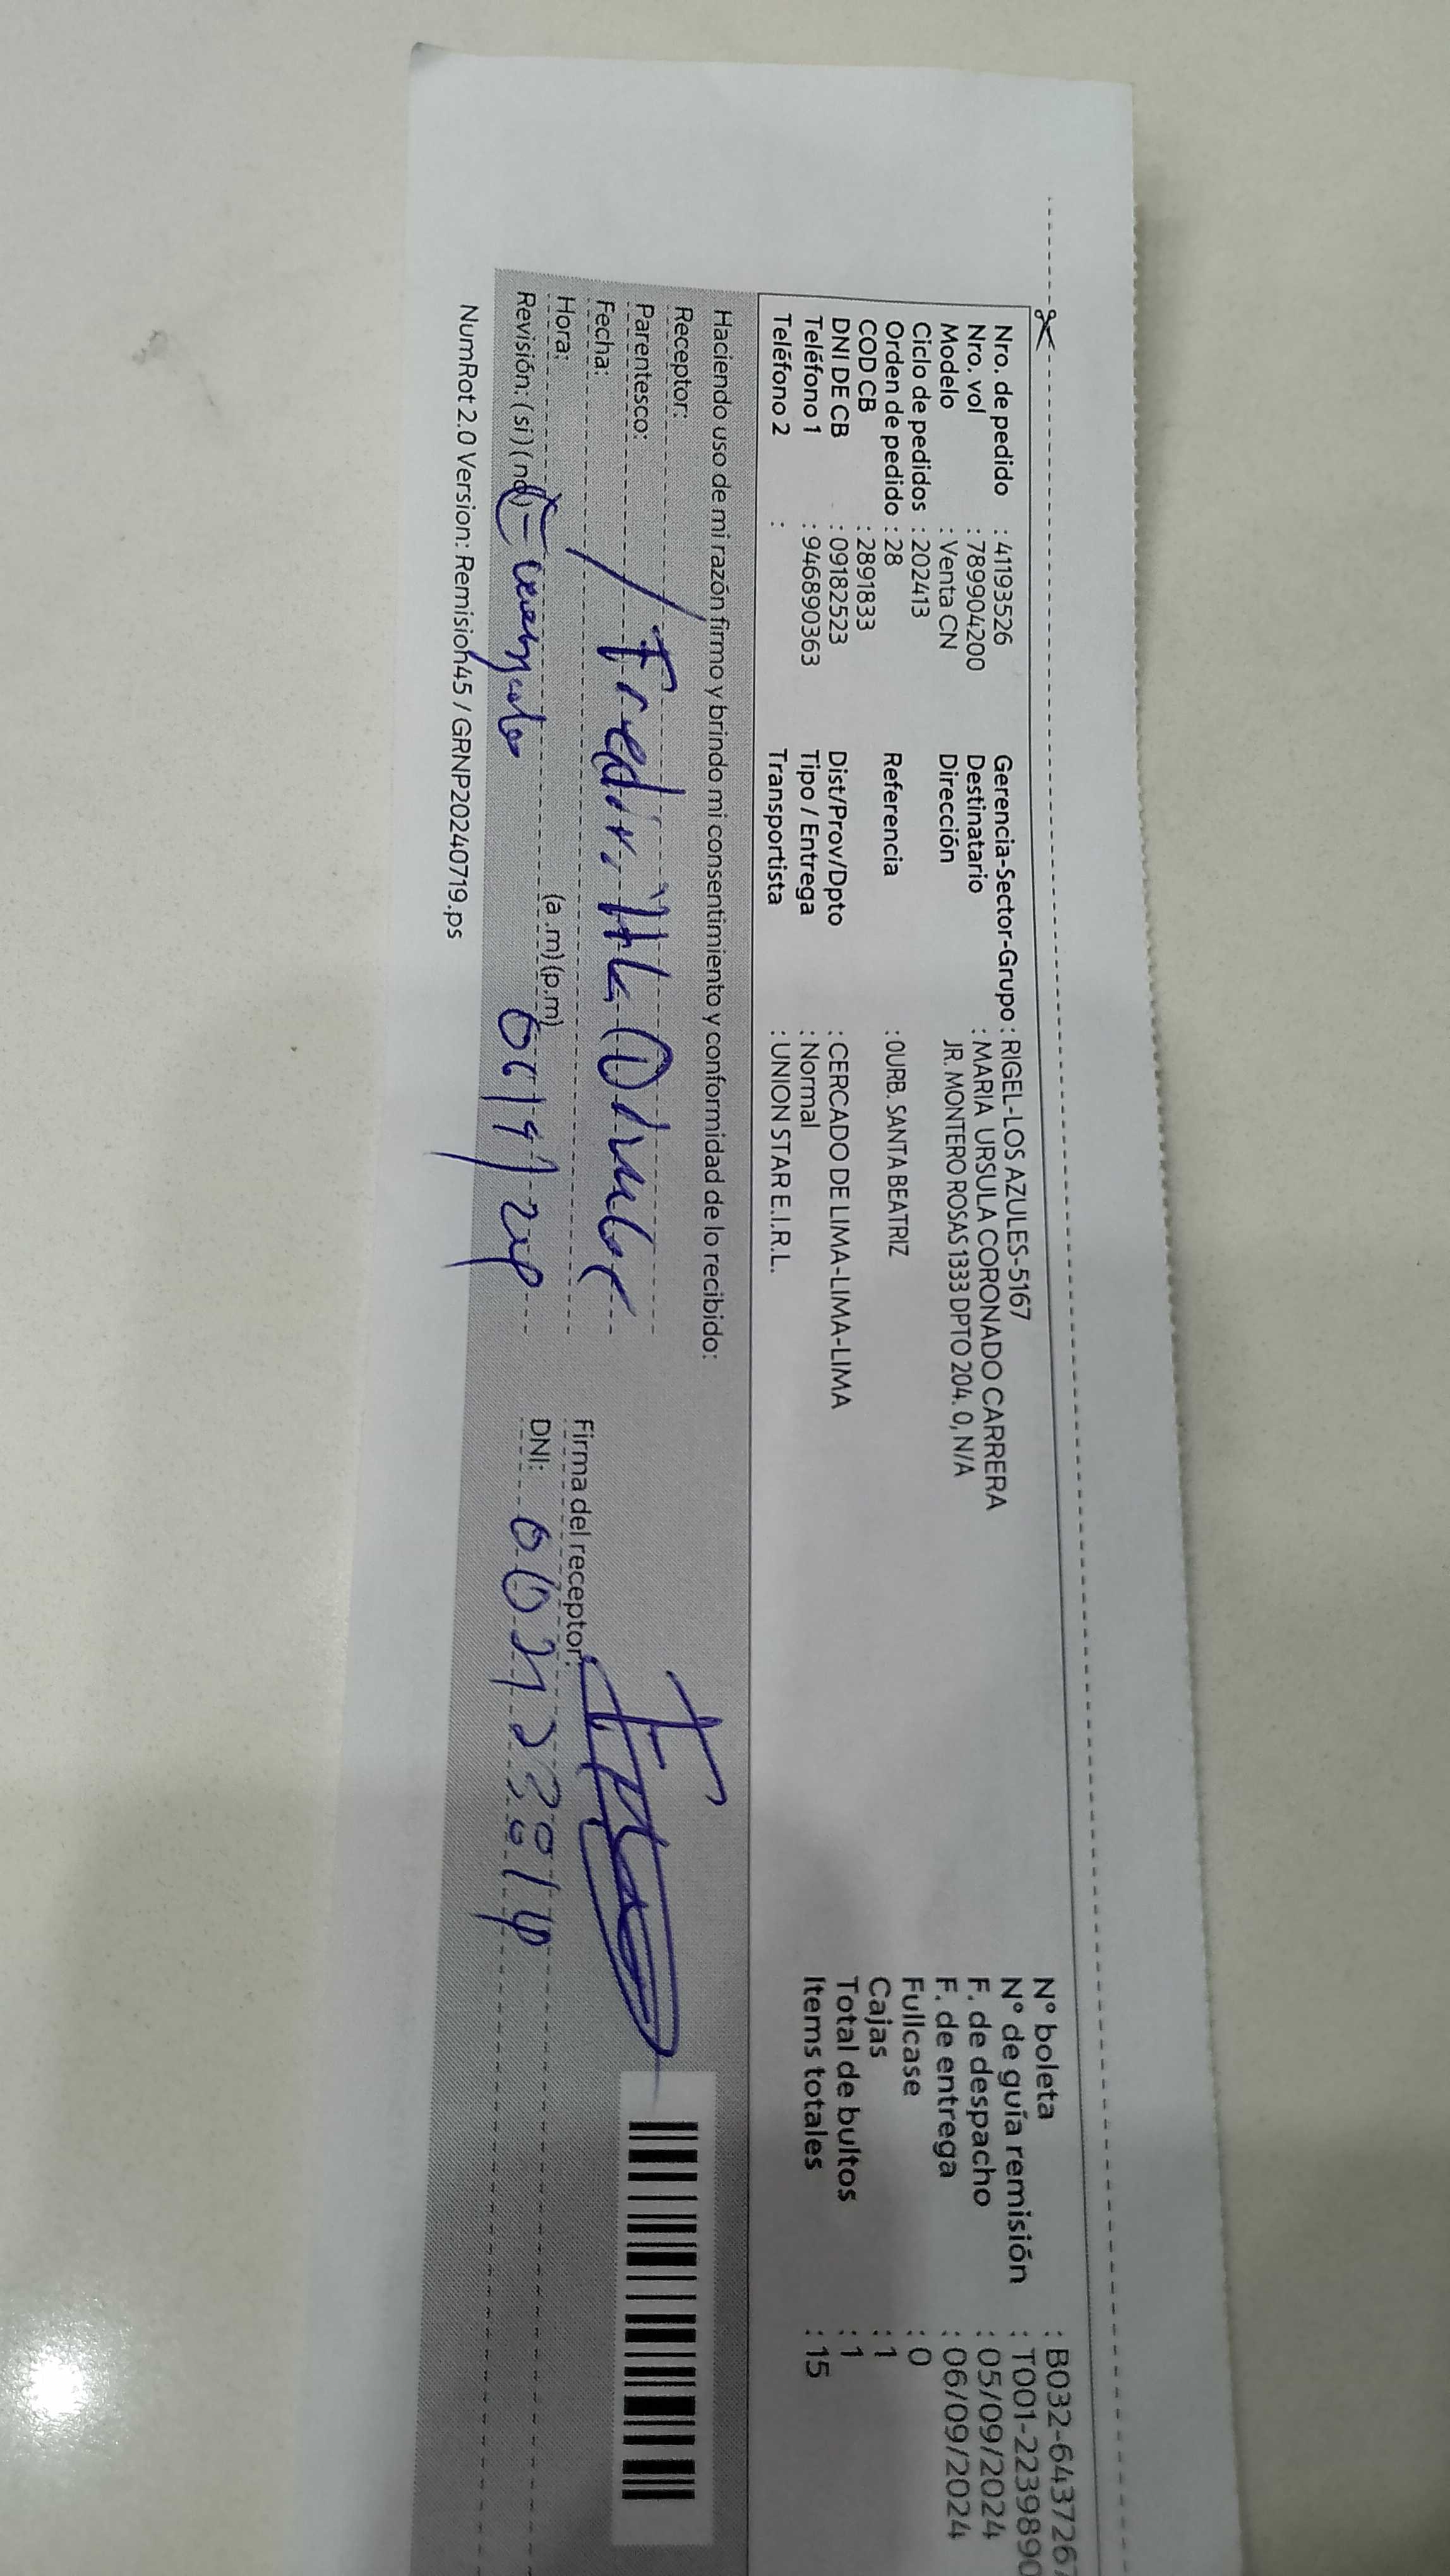 Nro. de pedido : 41193526
Nro. vol : 789904200
Modelo : Venta CN
Ciclo de pedidos : 202413
Orden de pedido : 28
COD CB : 2891833
DNI DE CB : 09182523
Teléfono 1 : 946890363
Teléfono 2 :
Gerencia-Sector-Grupo : RIGEL-LOS AZULES-5167
Destinatario : MARIA URSULA CORONADO CARRERA
Dirección JR. MONTERO ROSAS 1333 DPTO 204. 0, N/A
Referencia : 0URB. SANTA BEATRIZ
Dist/Prov/Dpto : CERCADO DE LIMA-LIMA-LIMA
Tipo / Entrega : Normal
Transportista : UNION STAR E.I.R.L.
N° boleta : B032-6437267
N° de guía remisión : T001-2239890
F. de despacho : 05/09/2024
F. de entrega : 06/09/2024
Fullcase : 0
Cajas : 1
Total de bultos : 1
Items totales : 15
Haciendo uso de mi razón firmo y brindo mi consentimiento y conformidad de lo recibido:
Receptor:
Parentesco:
Fecha:
Hora: (a .m) (p.m)
Revisión: (si) (no)
Firma del receptor:
DNI:
NumRot 2.0 Version: Remision45 / GRNP20240719.ps